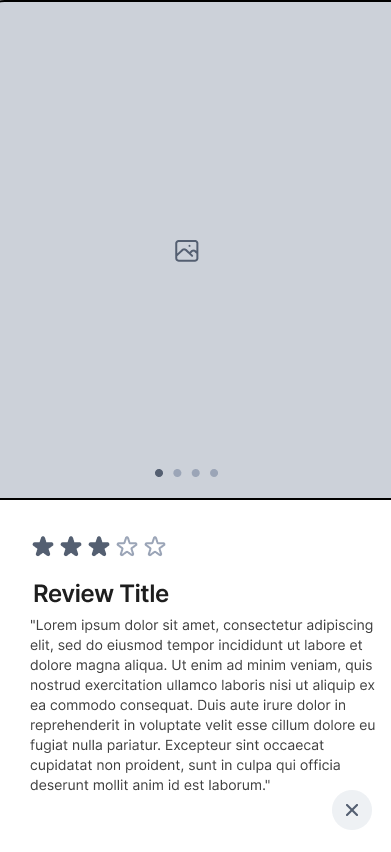 Review Title
"Lorem ipsum dolor sit amet, consectetur adipiscing
elit, sed do eiusmod tempor incididunt ut labore et
dolore magna aliqua. Ut enim ad minim veniam, quis
nostrud exercitation ullamco laboris nisi ut aliquip ex
ea commodo consequat. Duis aute irure dolor in
reprehenderit in voluptate velit esse cillum dolore eu
fugiat nulla pariatur. Excepteur sint occaecat
cupidatat non proident, sunt in culpa qui officia
deserunt mollit anim id est laborum."